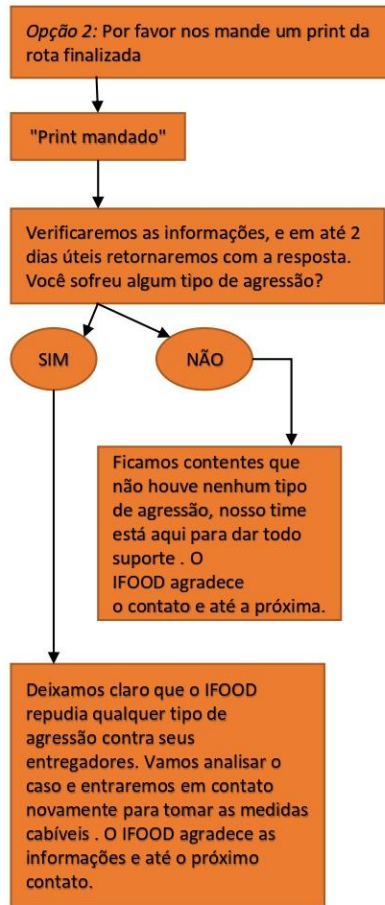 Opção 2: Por favor nos mande um print da
rota finalizada
"Print mandado"
Verificaremos as informações, e em até 2
dias úteis retornaremos com a resposta.
Você sofreu algum tipo de agressão?
SIM
NÃO
Ficamos contentes que
não houve nenhum tipo
de agressão, nosso time
está aqui para dar todo
suporte . O
IFOOD agradece
o contato e até a próxima.
Deixamos claro que o IFOOD
repudia qualquer tipo de
agressão contra seus
entregadores. Vamos analisar o
caso e entraremos em contato
novamente para tomar as medidas
cabíveis . O IFOOD agradece as
informações e até o próximo
contato.